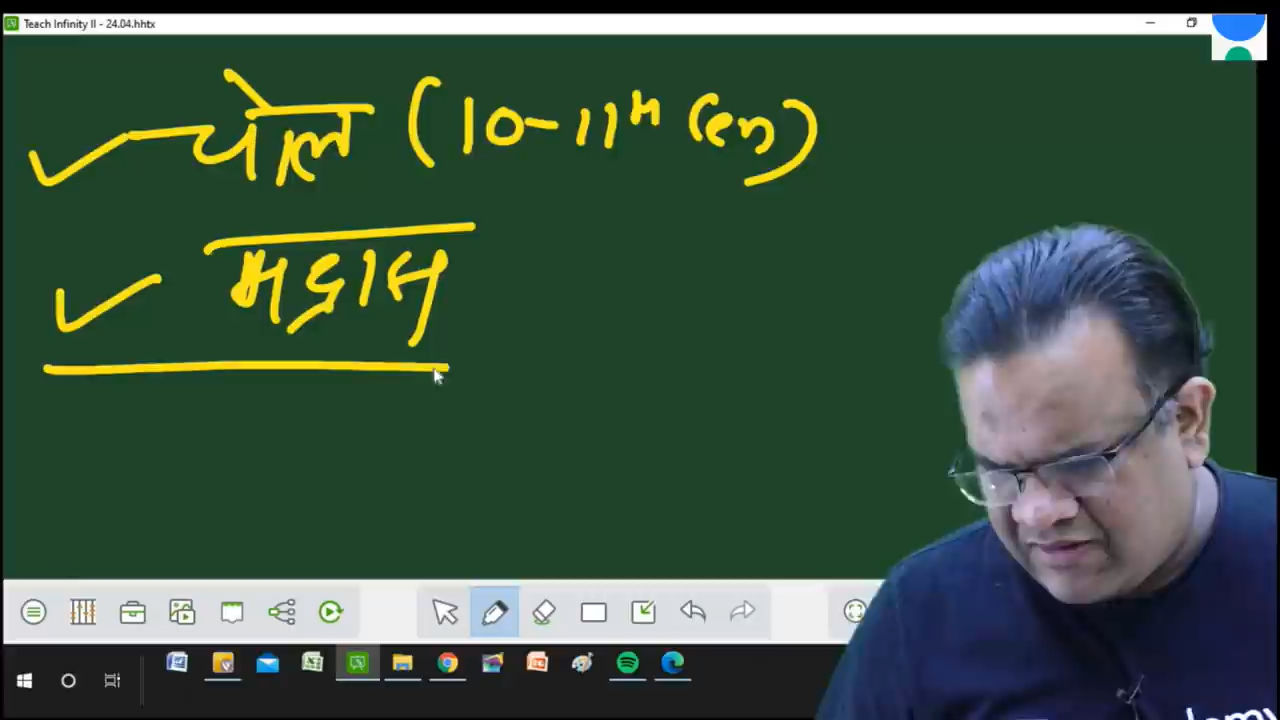 Teach Infinity II - 24.04.hhtx
चोल (10-11th Cen)
मद्रास